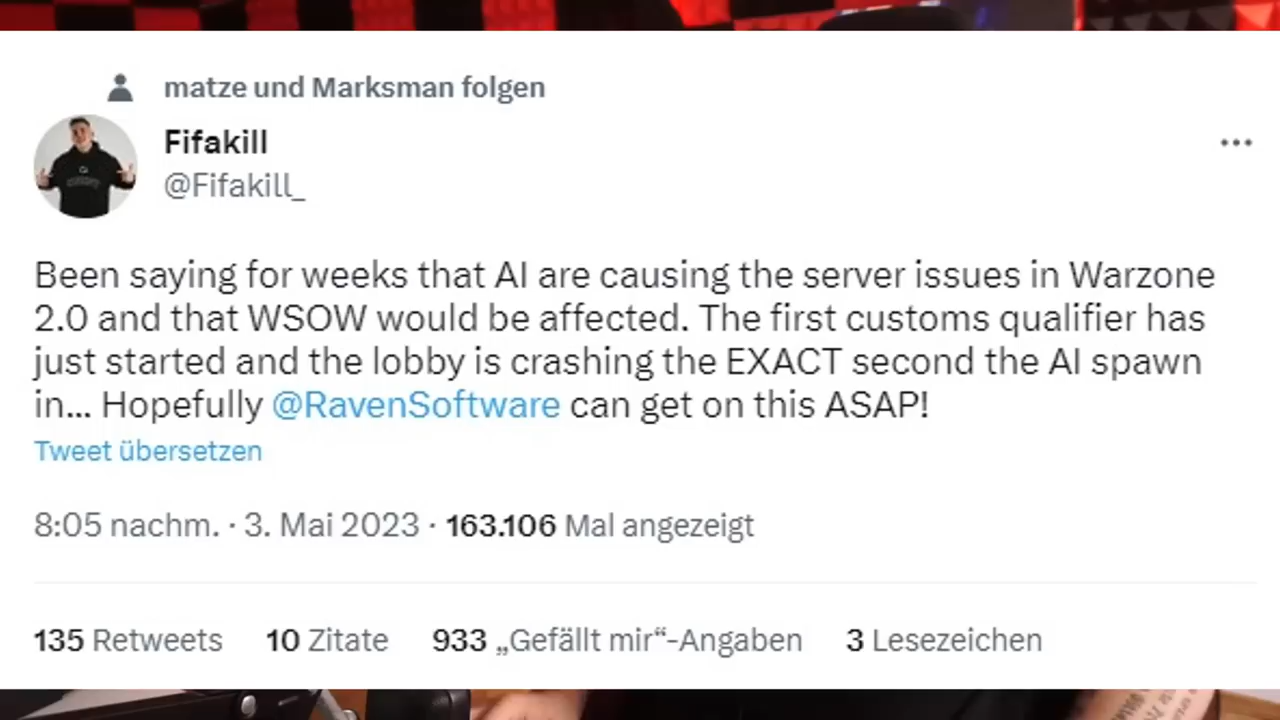 matze und Marksman folgen
Fifakill
@Fifakill_
Been saying for weeks that AI are causing the server issues in Warzone
2.0 and that WSOW would be affected. The first customs qualifier has
just started and the lobby is crashing the EXACT second the AI spawn
in... Hopefully @RavenSoftware can get on this ASAP!
Tweet übersetzen
8:05 nachm. · 3. Mai 2023 · 163.106 Mal angezeigt
135 Retweets 10 Zitate 933 „Gefällt mir“-Angaben 3 Lesezeichen